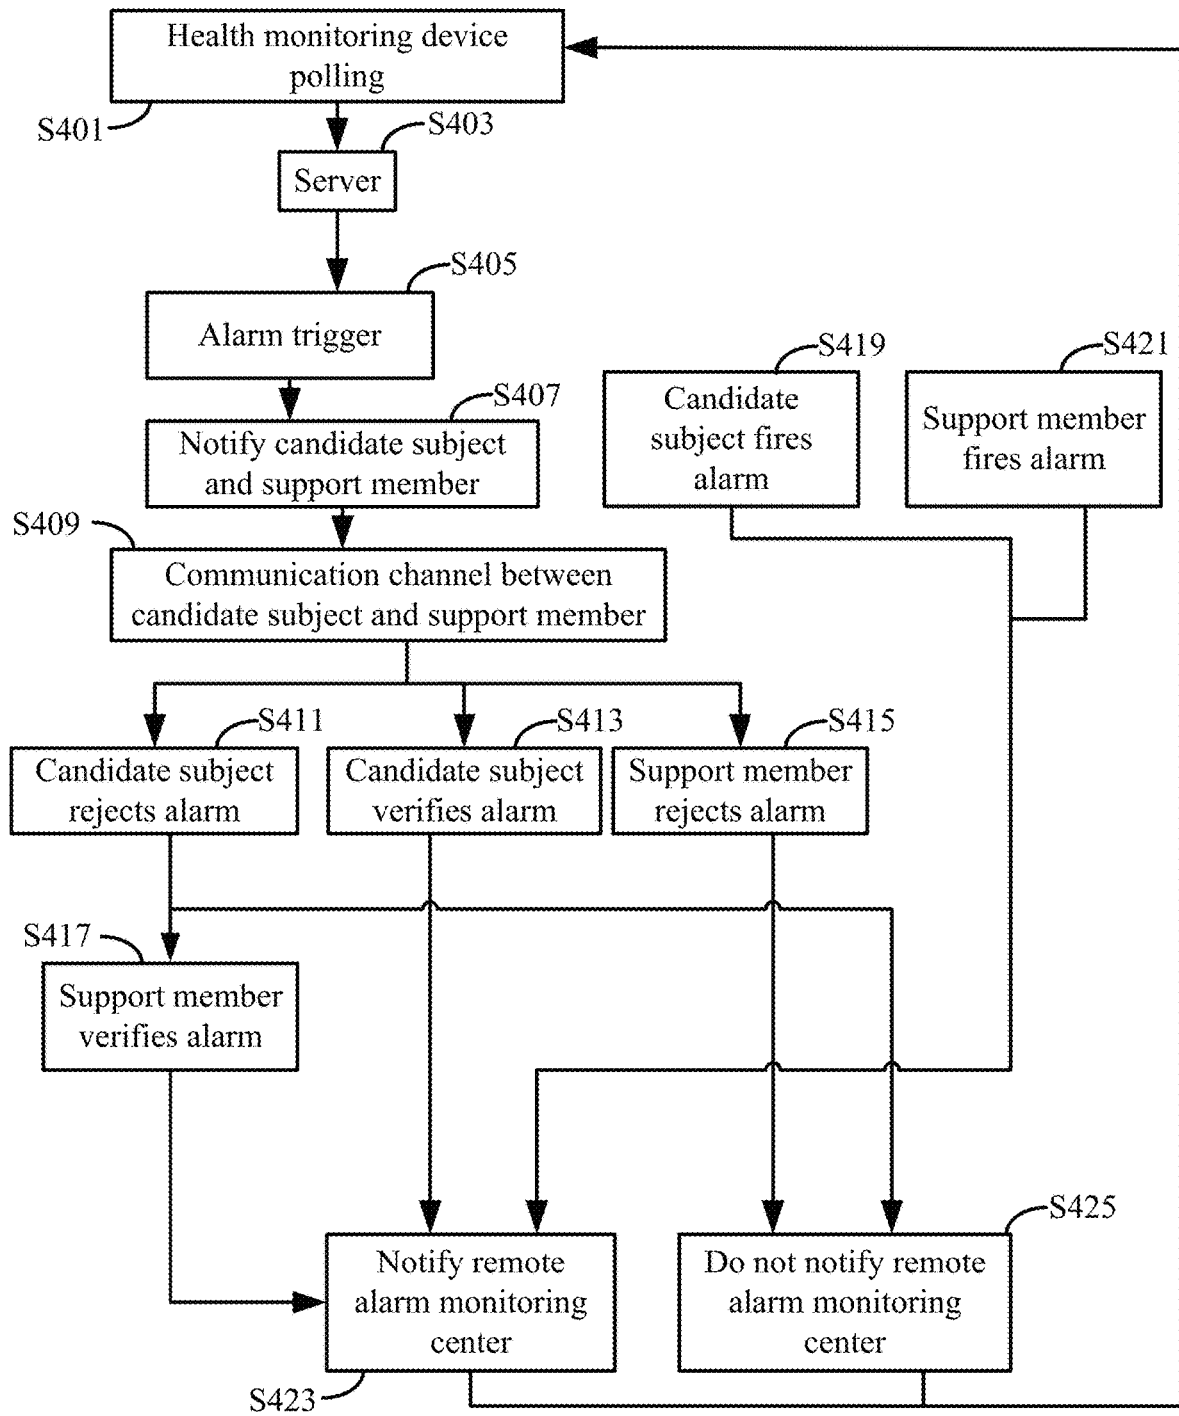 Health monitoring device
polling
S401
S403
Server
S405
Alarm trigger
S407
Notify candidate subject
and support member
S419
Candidate
subject fires
alarm
S421
Support member
fires alarm
S409
Communication channel between
candidate subject and support member
S411
Candidate subject
rejects alarm
S413
Candidate subject
verifies alarm
S415
Support member
rejects alarm
S417
Support member
verifies alarm
Notify remote
alarm monitoring
center
S423
S425
Do not notify remote
alarm monitoring
center